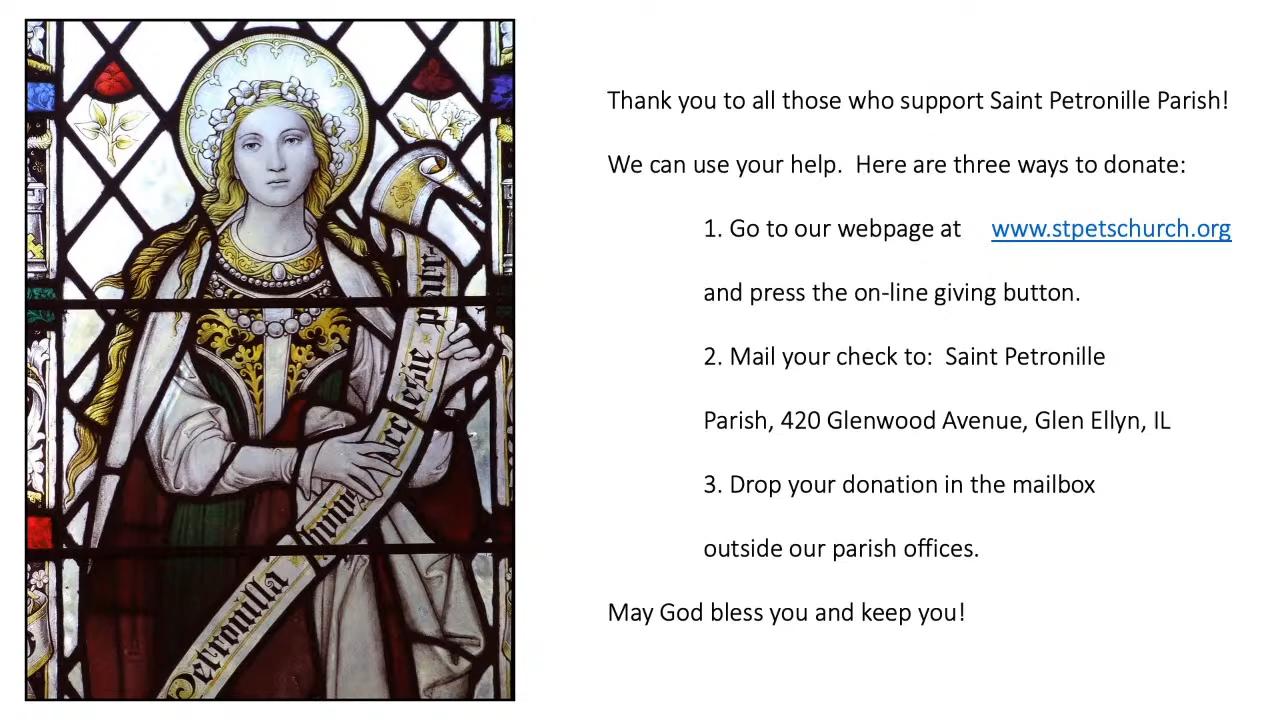 Thank you to all those who support Saint Petronille Parish!
We can use your help.  Here are three ways to donate:
1. Go to our webpage at    www.stpetschurch.org
and press the on-line giving button.
2. Mail your check to:  Saint Petronille
Parish, 420 Glenwood Avenue, Glen Ellyn, IL
3. Drop your donation in the mailbox
outside our parish offices.
May God bless you and keep you!
Petronilla
ecclesie